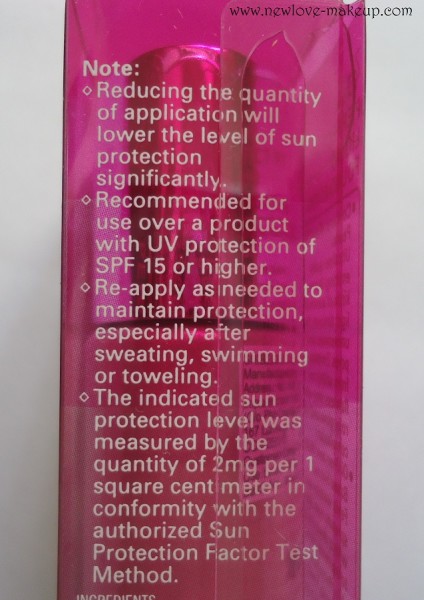 www.newlove-makeup.com
Note:
◇ Reducing the quantity
of application will
lower the level of sun
protection
significantly.
◇ Recommended for
use over a product
with UV protection of
SPF 15 or higher.
◇ Re-apply as needed to
maintain protection,
especially after
sweating, swimming
or toweling.
◇ The indicated sun
protection level was
measured by the
quantity of 2mg per 1
square centimeter in
conformity with the
authorized Sun
Protection Factor Test
Method.
INGREDIENTS